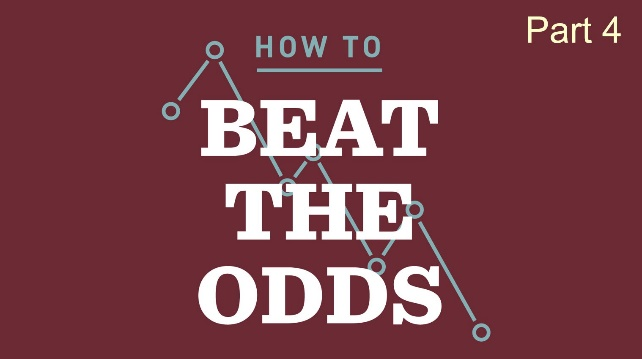 Part 4
HOW TO
BEAT
THE
ODDS